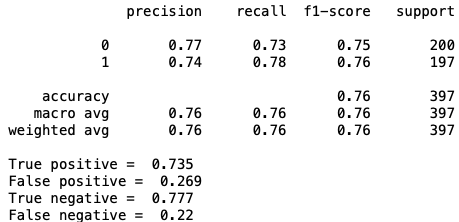 precision recall f1-score support
0 0.77 0.73 0.75 200
1 0.74 0.78 0.76 197
accuracy 0.76 397
macro avg 0.76 0.76 0.76 397
weighted avg 0.76 0.76 0.76 397
True positive = 0.735
False positive = 0.269
True negative = 0.777
False negative = 0.22